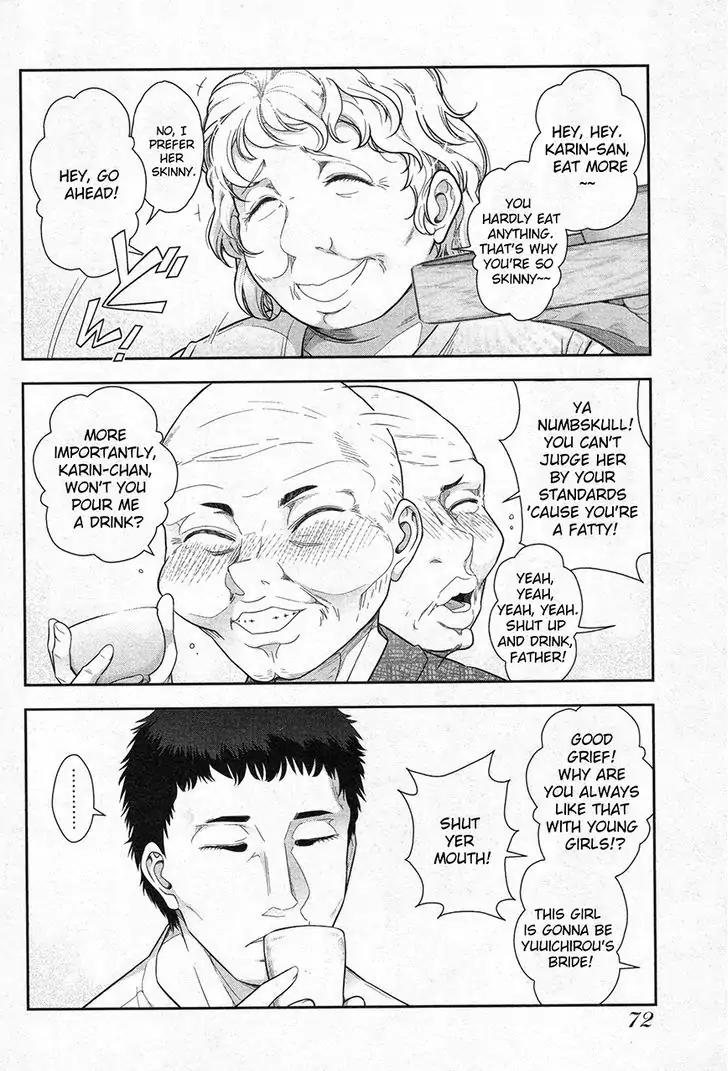 HEY, HEY.
KARIN-SAN,
EAT MORE
~~
YOU
HARDLY EAT
ANYTHING.
THAT'S WHY
YOU'RE SO
SKINNY~~
NO, I
PREFER
HER
SKINNY.
HEY, GO
AHEAD!
どん!
YA
NUMBSKULL!
YOU CAN'T
JUDGE HER
BY YOUR
STANDARDS
'CAUSE YOU'RE
A FATTY!
YEAH,
YEAH,
YEAH, YEAH.
SHUT UP
AND DRINK,
FATHER!
MORE
IMPORTANTLY,
KARIN-CHAN,
WON'T YOU
POUR ME
A DRINK?
GOOD
GRIEF!
WHY ARE
YOU ALWAYS
LIKE THAT
WITH YOUNG
GIRLS!?
THIS GIRL
IS GONNA BE
YUUICHIROU'S
BRIDE!
SHUT
YER
MOUTH!
.........
72